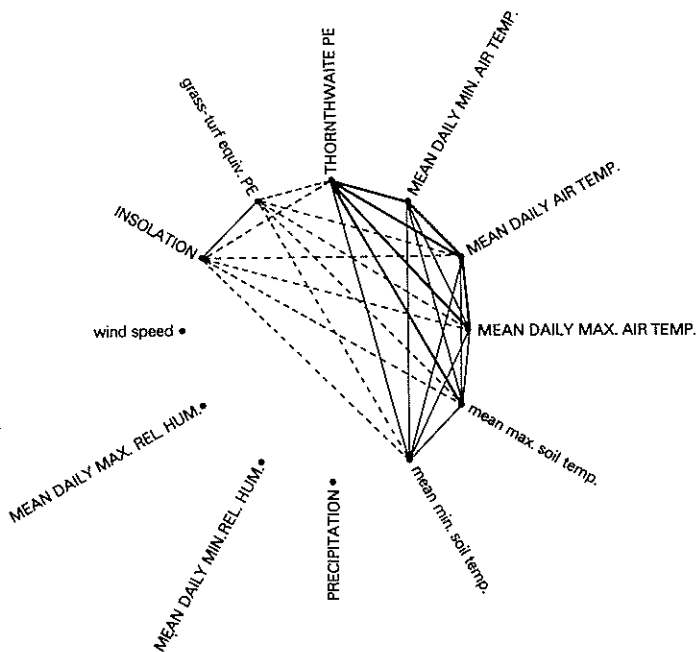 THORNTHWAITE PE
MEAN DAILY MIN. AIR TEMP.
MEAN DAILY AIR TEMP.
MEAN DAILY MAX. AIR TEMP.
mean max. soil temp.
mean min. soil temp.
PRECIPITATION
MEAN DAILY MIN.REL. HUM.
MEAN DAILY MAX. REL. HUM.
wind speed
INSOLATION
grass-turf equiv. PE